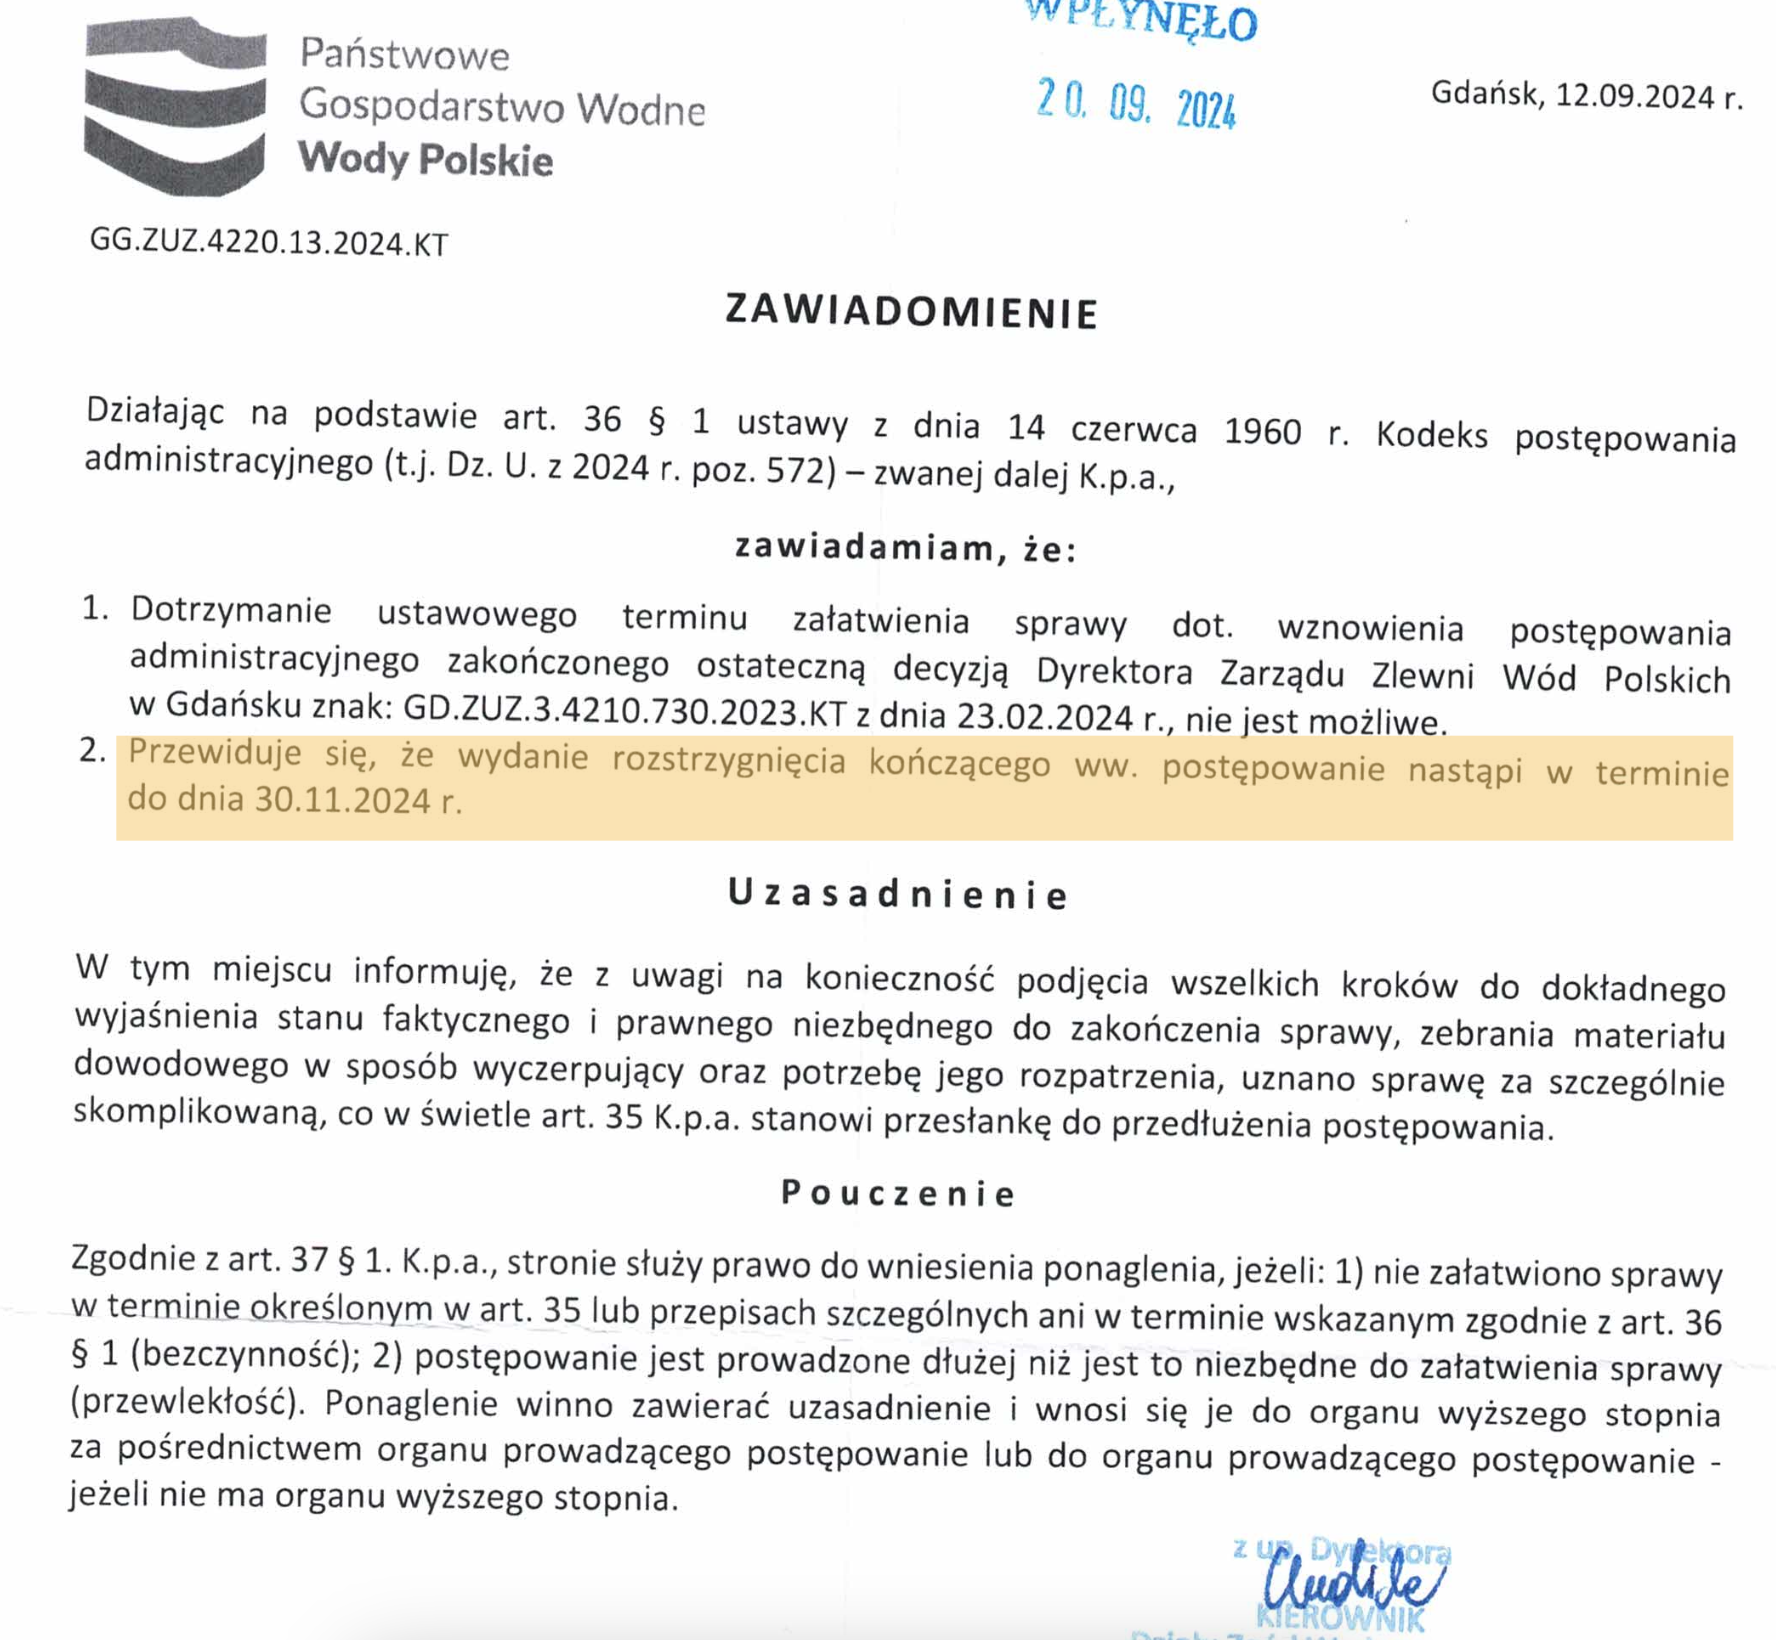 WPŁYNĘŁO
20. 09. 2024
Państwowe
Gospodarstwo Wodne
Wody Polskie
Gdańsk, 12.09.2024 r.
GG.ZUZ.4220.13.2024.KT
ZAWIADOMIENIE
Działając na podstawie art. 36 § 1 ustawy z dnia 14 czerwca 1960 r. Kodeks postępowania
administracyjnego (t.j. Dz. U. z 2024 r. poz. 572) – zwanej dalej K.p.a.,
zawiadamiam, że:
1. Dotrzymanie ustawowego terminu załatwienia sprawy dot. wznowienia postępowania
administracyjnego zakończonego ostateczną decyzją Dyrektora Zarządu Zlewni Wód Polskich
w Gdańsku znak: GD.ZUZ.3.4210.730.2023.KT z dnia 23.02.2024 r., nie jest możliwe.
2. Przewiduje się, że wydanie rozstrzygnięcia kończącego ww. postępowanie nastąpi w terminie
do dnia 30.11.2024 r.
Uzasadnienie
W tym miejscu informuję, że z uwagi na konieczność podjęcia wszelkich kroków do dokładnego
wyjaśnienia stanu faktycznego i prawnego niezbędnego do zakończenia sprawy, zebrania materiału
dowodowego w sposób wyczerpujący oraz potrzebę jego rozpatrzenia, uznano sprawę za szczególnie
skomplikowaną, co w świetle art. 35 K.p.a. stanowi przesłankę do przedłużenia postępowania.
Pouczenie
Zgodnie z art. 37 § 1. K.p.a., stronie służy prawo do wniesienia ponaglenia, jeżeli: 1) nie załatwiono sprawy
w terminie określonym w art. 35 lub przepisach szczególnych ani w terminie wskazanym zgodnie z art. 36
§ 1 (bezczynność); 2) postępowanie jest prowadzone dłużej niż jest to niezbędne do załatwienia sprawy
(przewlekłość). Ponaglenie winno zawierać uzasadnienie i wnosi się je do organu wyższego stopnia
za pośrednictwem organu prowadzącego postępowanie lub do organu prowadzącego postępowanie -
jeżeli nie ma organu wyższego stopnia.
z up. Dyrektora
KIEROWNIK